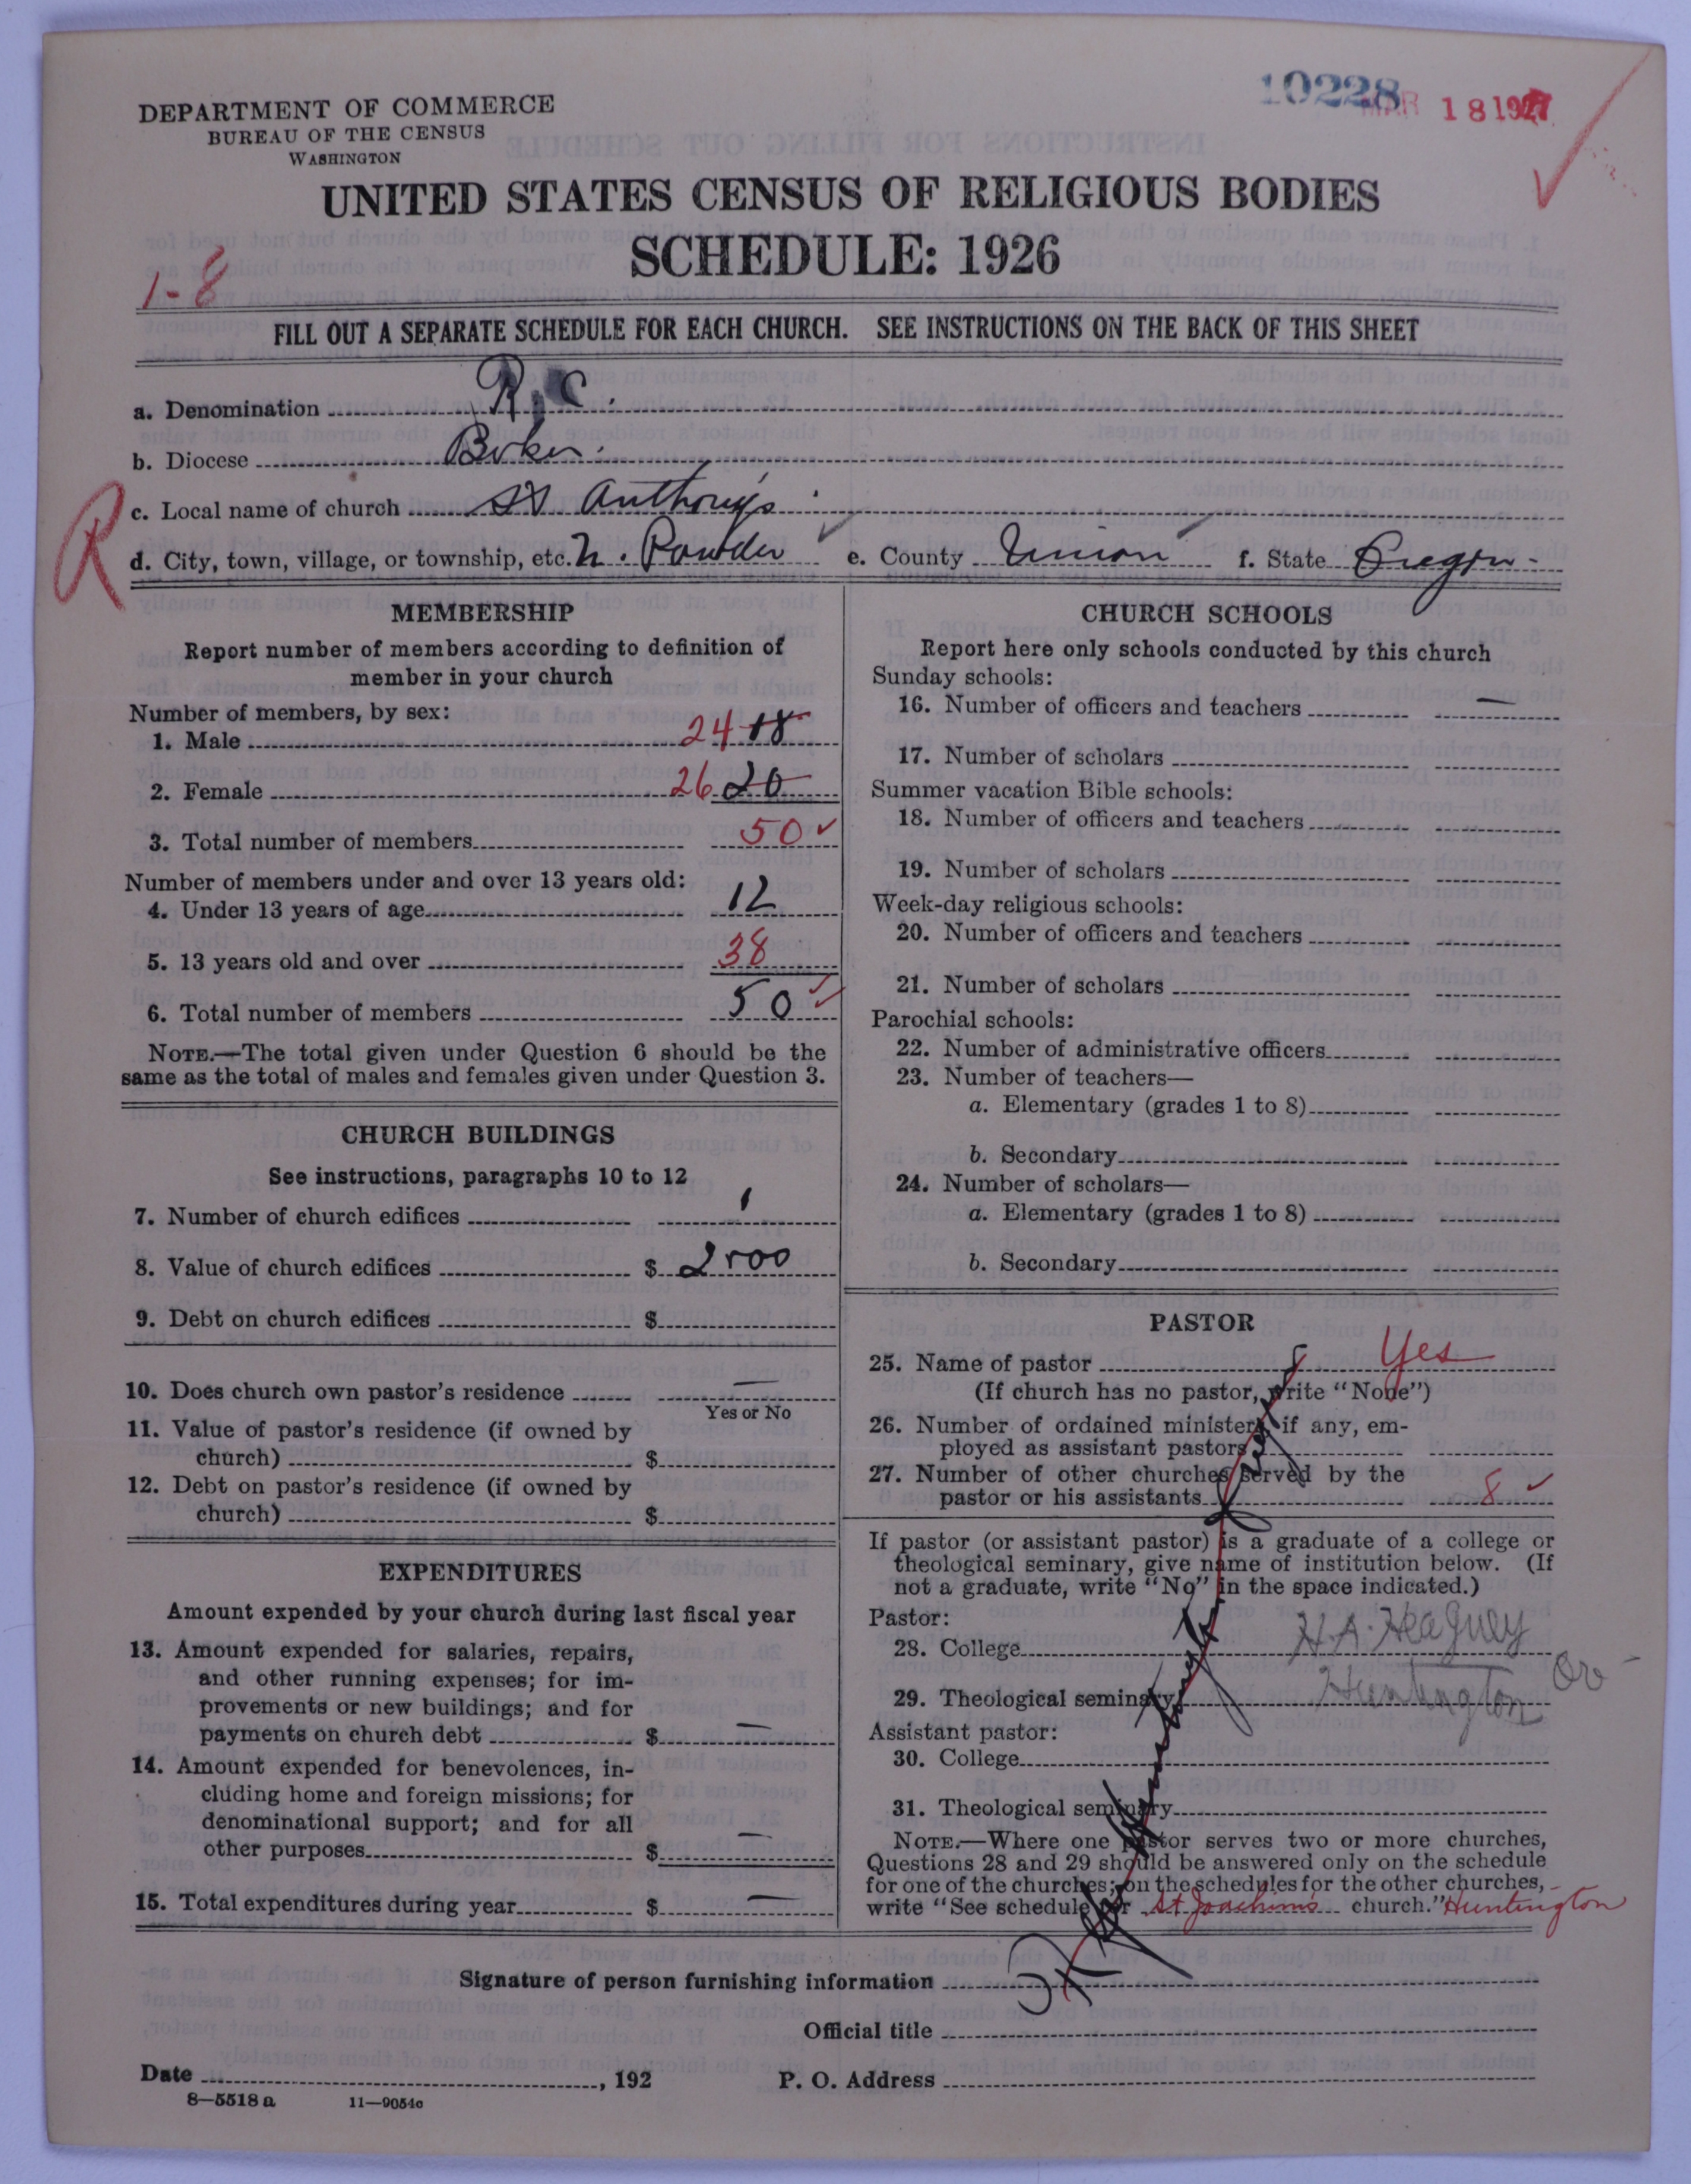 10228 MAR 18 1927
DEPARTMENT OF COMMERCE
BUREAU OF THE CENSUS
WASHINGTON
UNITED STATES CENSUS OF RELIGIOUS BODIES
SCHEDULE: 1926
1-8
FILL OUT A SEPARATE SCHEDULE FOR EACH CHURCH. SEE INSTRUCTIONS ON THE BACK OF THIS SHEET
a. Denomination R.C.
b. Diocese Baker.
R
c. Local name of church St Anthony's
d. City, town, village, or township, etc. N. Powder e. County Union f. State Oregon
MEMBERSHIP
Report number of members according to definition of
member in your church
Number of members, by sex:
1. Male 24 18
2. Female 26 20
3. Total number of members 50
Number of members under and over 13 years old:
4. Under 13 years of age 12
5. 13 years old and over 38
6. Total number of members 50
NOTE.—The total given under Question 6 should be the
same as the total of males and females given under Question 3.
CHURCH BUILDINGS
See instructions, paragraphs 10 to 12
7. Number of church edifices 1
8. Value of church edifices $ 2500
9. Debt on church edifices $
10. Does church own pastor's residence —
Yes or No
11. Value of pastor's residence (if owned by
church) $
12. Debt on pastor's residence (if owned by
church) $
EXPENDITURES
Amount expended by your church during last fiscal year
13. Amount expended for salaries, repairs,
and other running expenses; for im-
provements or new buildings; and for
payments on church debt $ —
14. Amount expended for benevolences, in-
cluding home and foreign missions; for
denominational support; and for all
other purposes $ —
15. Total expenditures during year $ —
CHURCH SCHOOLS
Report here only schools conducted by this church
Sunday schools:
16. Number of officers and teachers —
17. Number of scholars
Summer vacation Bible schools:
18. Number of officers and teachers
19. Number of scholars
Week-day religious schools:
20. Number of officers and teachers
21. Number of scholars
Parochial schools:
22. Number of administrative officers
23. Number of teachers—
a. Elementary (grades 1 to 8)
b. Secondary
24. Number of scholars—
a. Elementary (grades 1 to 8)
b. Secondary
PASTOR
25. Name of pastor Yes
(If church has no pastor, write "None")
26. Number of ordained ministers, if any, em-
ployed as assistant pastors
27. Number of other churches served by the
pastor or his assistants 8
If pastor (or assistant pastor) is a graduate of a college or
theological seminary, give name of institution below. (If
not a graduate, write "No" in the space indicated.)
Pastor:
28. College H.A. Heaguey
29. Theological seminary Huntington Or
Assistant pastor:
30. College
31. Theological seminary
NOTE.—Where one pastor serves two or more churches,
Questions 28 and 29 should be answered only on the schedule
for one of the churches; on the schedules for the other churches,
write "See schedule for St Joachim's church." Huntington
Signature of person furnishing information
Official title
Date , 192 P. O. Address
8—5518 a 11—9054c